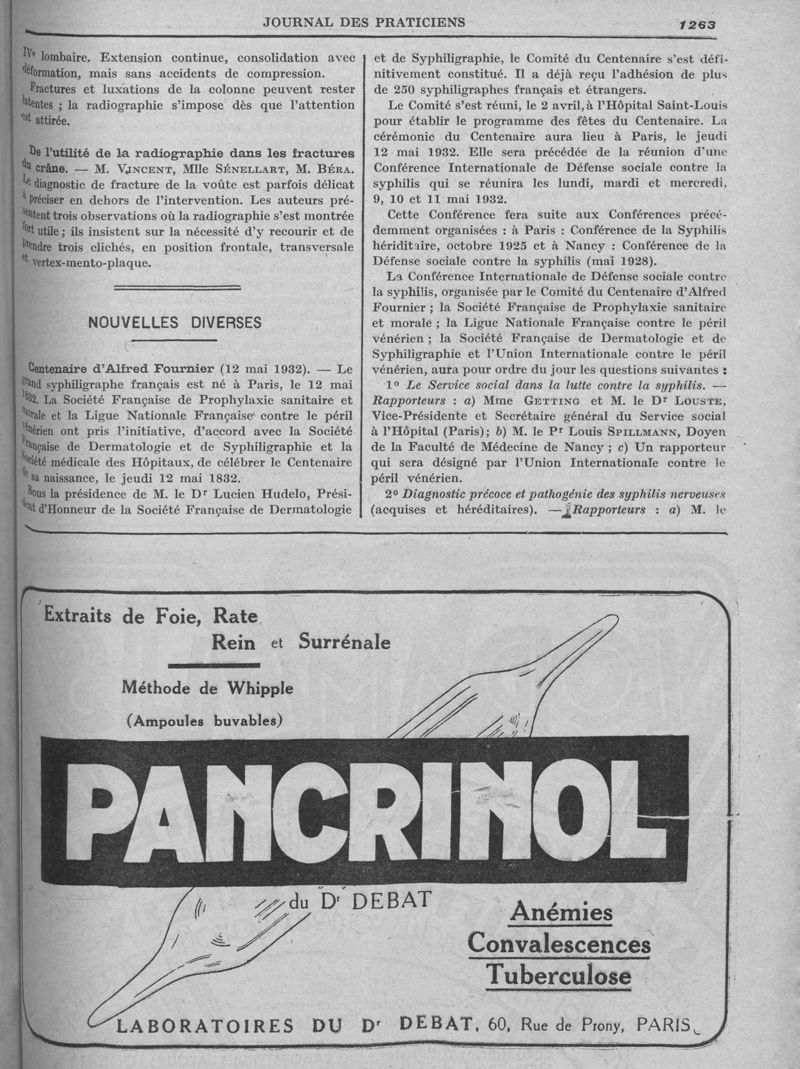 JOURNAL DES PRATICIENS
1263
IVe lombaire. Extension continue, consolidation avec
déformation, mais sans accidents de compression.
Fractures et luxations de la colonne peuvent rester
latentes ; la radiographie s'impose dès que l'attention
est attirée.
De l'utilité de la radiographie dans les fractures
du crâne. — M. VINCENT, Mlle SÉNELLART, M. BÉRA.
Le diagnostic de fracture de la voûte est parfois délicat
à préciser en dehors de l'intervention. Les auteurs pré-
sentent trois observations où la radiographie s'est montrée
fort utile ; ils insistent sur la nécessité d'y recourir et de
prendre trois clichés, en position frontale, transversale
et vertex-mento-plaque.
NOUVELLES DIVERSES
Centenaire d'Alfred Fournier (12 mai 1932). — Le
grand syphiligraphe français est né à Paris, le 12 mai
1832. La Société Française de Prophylaxie sanitaire et
morale et la Ligue Nationale Française contre le péril
vénérien ont pris l'initiative, d'accord avec la Société
Française de Dermatologie et de Syphiligraphie et la
Société médicale des Hôpitaux, de célébrer le Centenaire
de sa naissance, le jeudi 12 mai 1832.
Sous la présidence de M. le Dr Lucien Hudelo, Prési-
dent d'Honneur de la Société Française de Dermatologie
et de Syphiligraphie, le Comité du Centenaire s'est défi-
nitivement constitué. Il a déjà reçu l'adhésion de plus
de 250 syphiligraphes français et étrangers.
Le Comité s'est réuni, le 2 avril, à l'Hôpital Saint-Louis
pour établir le programme des fêtes du Centenaire. La
cérémonie du Centenaire aura lieu à Paris, le jeudi
12 mai 1932. Elle sera précédée de la réunion d'une
Conférence Internationale de Défense sociale contre la
syphilis qui se réunira les lundi, mardi et mercredi,
9, 10 et 11 mai 1932.
Cette Conférence fera suite aux Conférences précé-
demment organisées : à Paris : Conférence de la Syphilis
hériditaire, octobre 1925 et à Nancy : Conférence de la
Défense sociale contre la syphilis (mai 1928).
La Conférence Internationale de Défense sociale contre
la syphilis, organisée par le Comité du Centenaire d'Alfred
Fournier ; la Société Française de Prophylaxie sanitaire
et morale ; la Ligue Nationale Française contre le péril
vénérien ; la Société Française de Dermatologie et de
Syphiligraphie et l'Union Internationale contre le péril
vénérien, aura pour ordre du jour les questions suivantes :
1o Le Service social dans la lutte contre la syphilis. —
Rapporteurs : a) Mme GETTING et M. le Dr LOUSTE,
Vice-Présidente et Secrétaire général du Service social
à l'Hôpital (Paris); b) M. le Pr Louis SPILLMANN, Doyen
de la Faculté de Médecine de Nancy ; c) Un rapporteur
qui sera désigné par l'Union Internationale contre le
péril vénérien.
2o Diagnostic précoce et pathogénie des syphilis nerveuses
(acquises et héréditaires). — Rapporteurs : a) M. le
Extraits de Foie, Rate
Rein et Surrénale
Méthode de Whipple
(Ampoules buvables)
PANCRINOL
du Dr DEBAT
Anémies
Convalescences
Tuberculose
LABORATOIRES DU Dr DEBAT, 60, Rue de Prony, PARIS